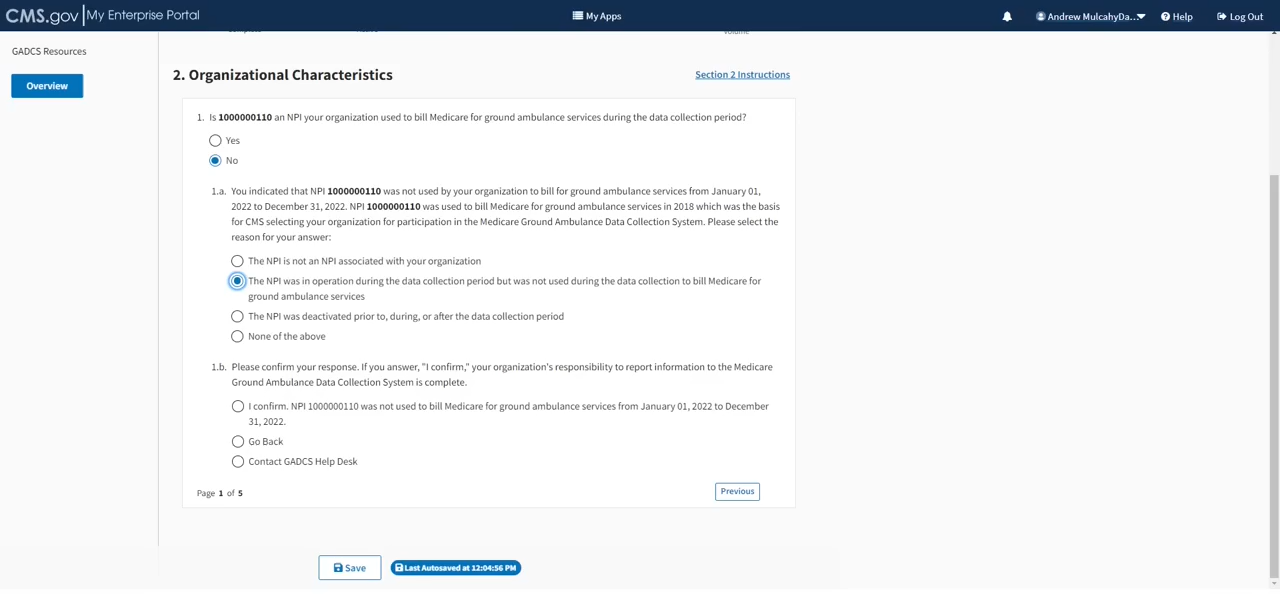 CMS.gov My Enterprise Portal
My Apps
Andrew MulcahyDa...
Help
Log Out
GADCS Resources
Overview
2. Organizational Characteristics
Section 2 Instructions
1. Is 1000000110 an NPI your organization used to bill Medicare for ground ambulance services during the data collection period?
Yes
No
1.a. You indicated that NPI 1000000110 was not used by your organization to bill for ground ambulance services from January 01,
2022 to December 31, 2022. NPI 1000000110 was used to bill Medicare for ground ambulance services in 2018 which was the basis
for CMS selecting your organization for participation in the Medicare Ground Ambulance Data Collection System. Please select the
reason for your answer:
The NPI is not an NPI associated with your organization
The NPI was in operation during the data collection period but was not used during the data collection to bill Medicare for
ground ambulance services
The NPI was deactivated prior to, during, or after the data collection period
None of the above
1.b. Please confirm your response. If you answer, "I confirm," your organization's responsibility to report information to the Medicare
Ground Ambulance Data Collection System is complete.
I confirm. NPI 1000000110 was not used to bill Medicare for ground ambulance services from January 01, 2022 to December
31, 2022.
Go Back
Contact GADCS Help Desk
Page 1 of 5
Previous
Save
Last Autosaved at 12:04:56 PM